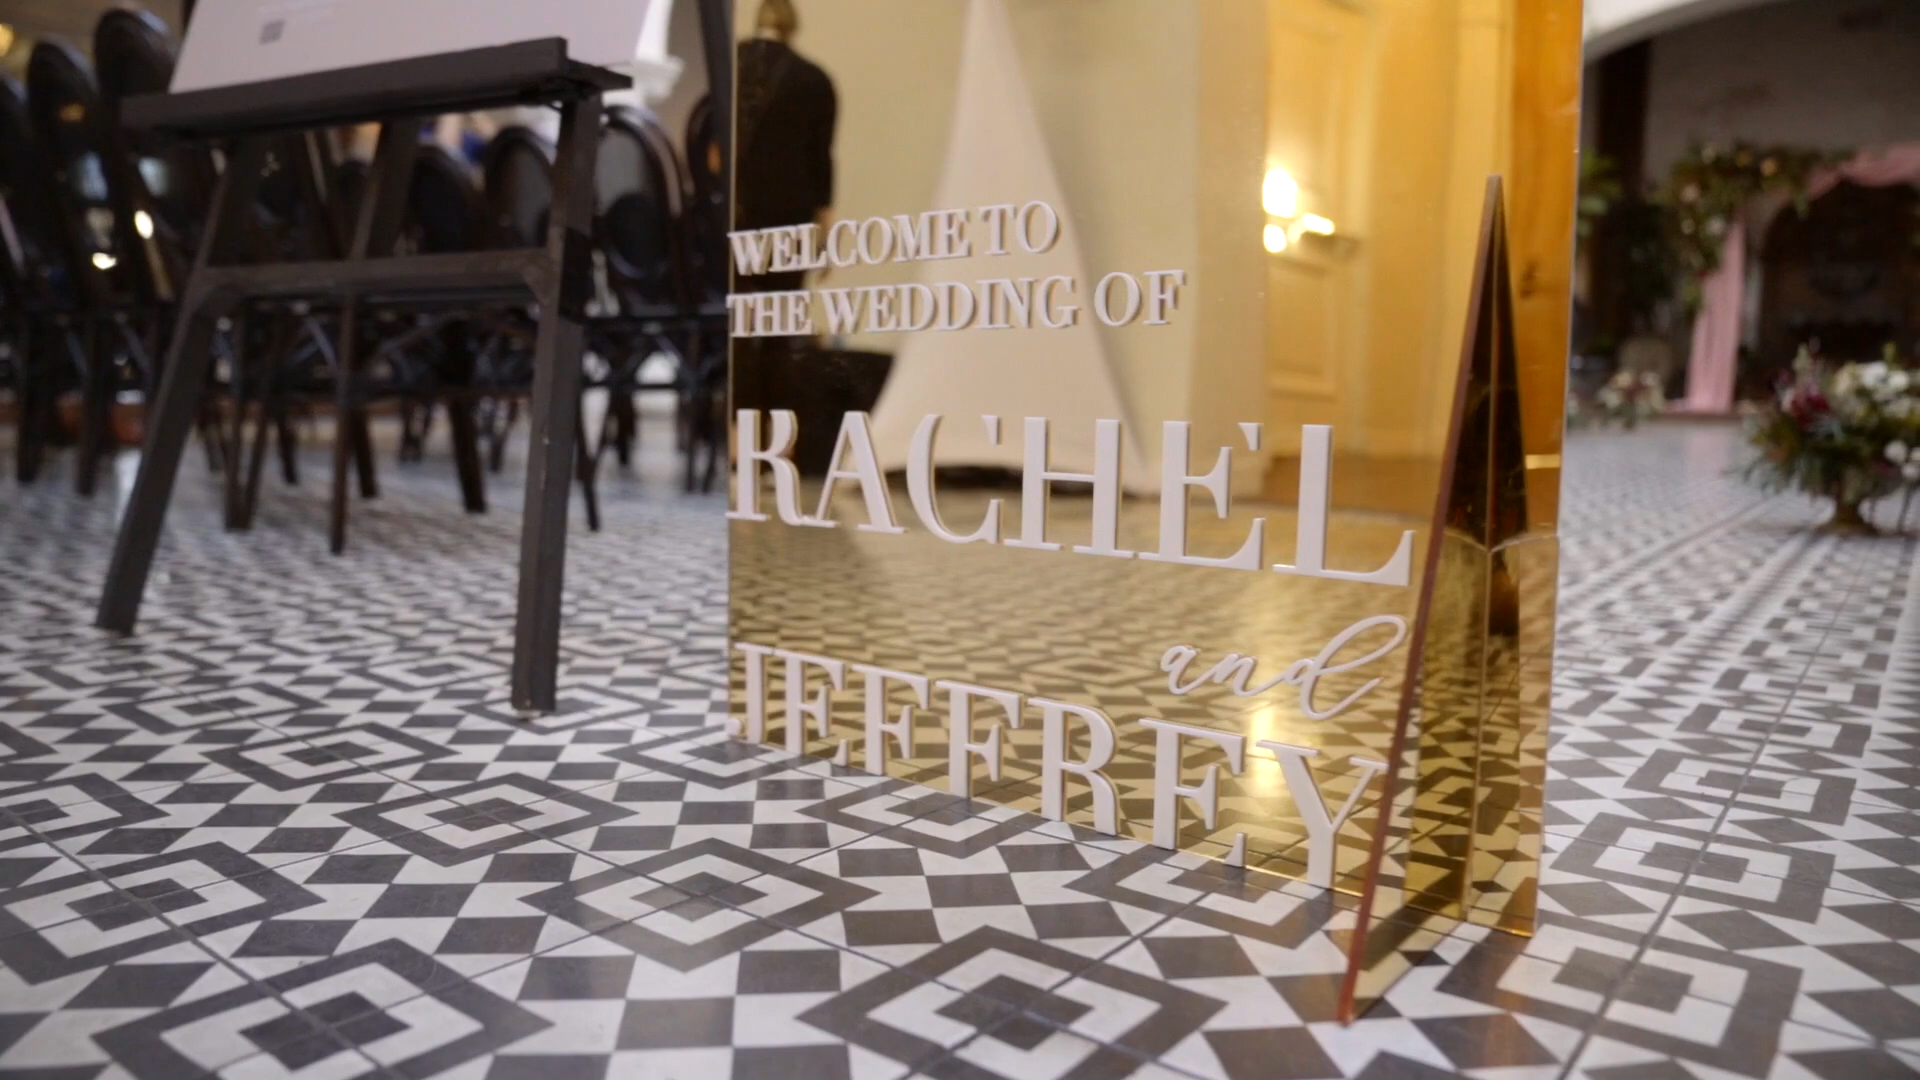 WELCOME TO
THE WEDDING OF
RACHEL
and
JEFFREY